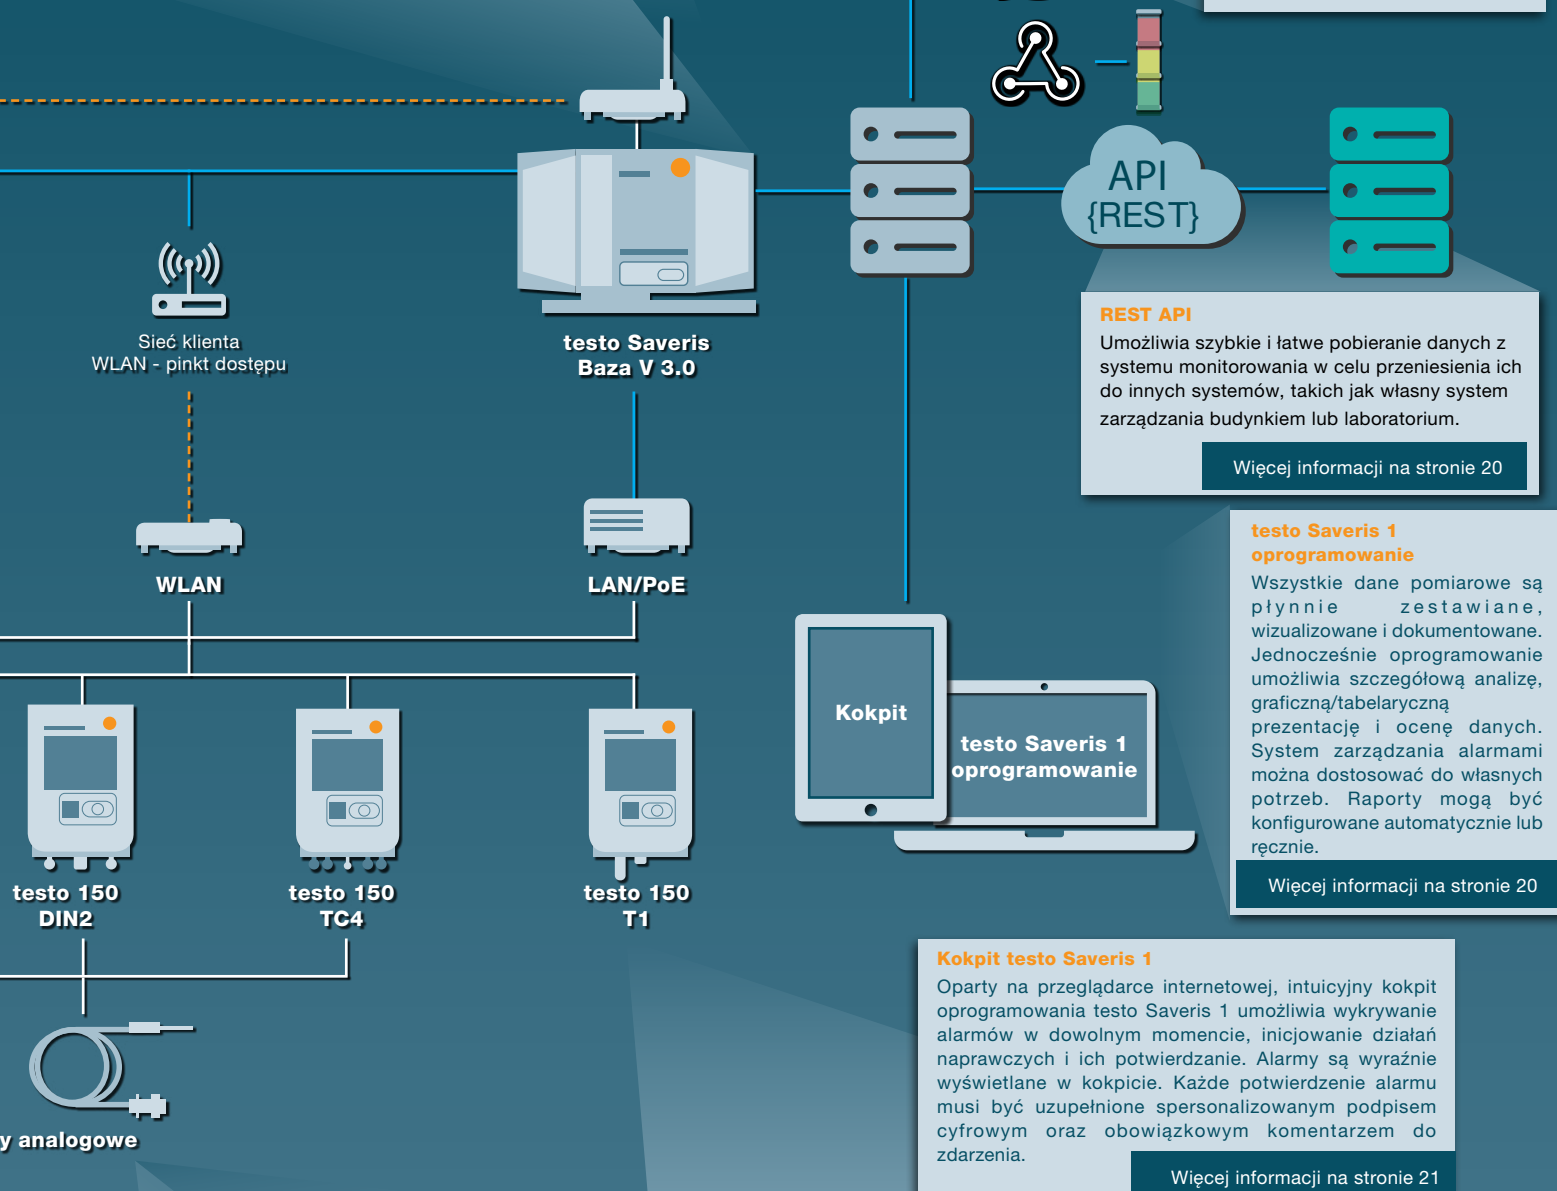 API
{REST}
Sieć klienta
WLAN - pinkt dostępu
testo Saveris
Baza V 3.0
REST API
Umożliwia szybkie i łatwe pobieranie danych z
systemu monitorowania w celu przeniesienia ich
do innych systemów, takich jak własny system
zarządzania budynkiem lub laboratorium.
Więcej informacji na stronie 20
WLAN
LAN/PoE
testo Saveris 1
oprogramowanie
Wszystkie dane pomiarowe są
płynnie zestawiane,
wizualizowane i dokumentowane.
Jednocześnie oprogramowanie
umożliwia szczegółową analizę,
graficzną/tabelaryczną
prezentację i ocenę danych.
System zarządzania alarmami
można dostosować do własnych
potrzeb. Raporty mogą być
konfigurowane automatycznie lub
ręcznie.
Więcej informacji na stronie 20
Kokpit
testo Saveris 1
oprogramowanie
testo 150
DIN2
testo 150
TC4
testo 150
T1
Kokpit testo Saveris 1
Oparty na przeglądarce internetowej, intuicyjny kokpit
oprogramowania testo Saveris 1 umożliwia wykrywanie
alarmów w dowolnym momencie, inicjowanie działań
naprawczych i ich potwierdzanie. Alarmy są wyraźnie
wyświetlane w kokpicie. Każde potwierdzenie alarmu
musi być uzupełnione spersonalizowanym podpisem
cyfrowym oraz obowiązkowym komentarzem do
zdarzenia.
Więcej informacji na stronie 21
y analogowe